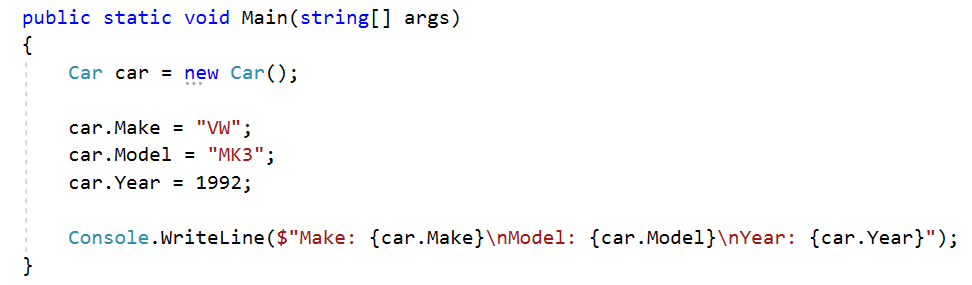 public static void Main(string[] args)
{
Car car = new Car();
car.Make = "VW";
car.Model = "MK3";
car.Year = 1992;
Console.WriteLine($"Make: {car.Make}\nModel: {car.Model}\nYear: {car.Year}");
}